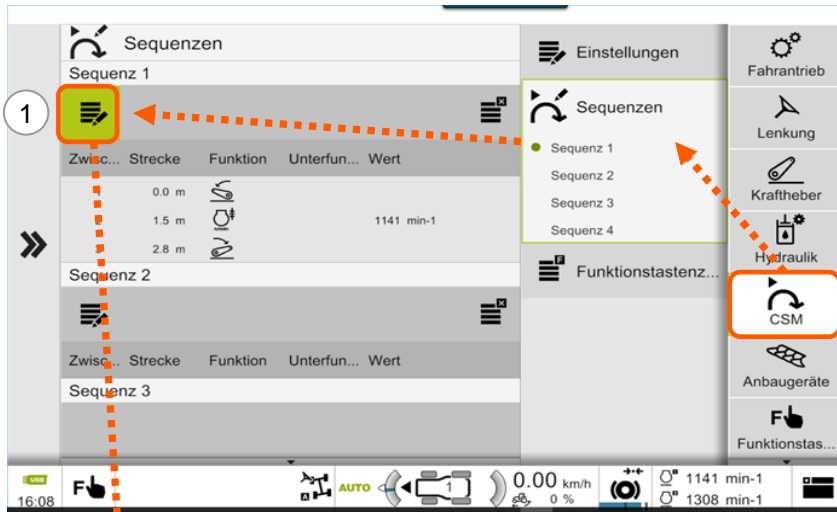 Sequenzen
Sequenz 1
1
Zwisc... Strecke Funktion Unterfun... Wert
0.0 m
1.5 m 1141 min-1
3 2.8 m
Sequenz 2
Zwisc... Strecke Funktion Unterfun... Wert
Sequenz 3
Einstellungen
Sequenzen
Sequenz 1
Sequenz 2
Sequenz 3
Sequenz 4
F Funktionstastenz...
Fahrantrieb
Lenkung
Kraftheber
Hydraulik
CSM
Anbaugeräte
F
Funktionstas...
USB
16:08
F
A
AUTO
1
0.00 km/h
0 %
1141 min-1
1308 min-1